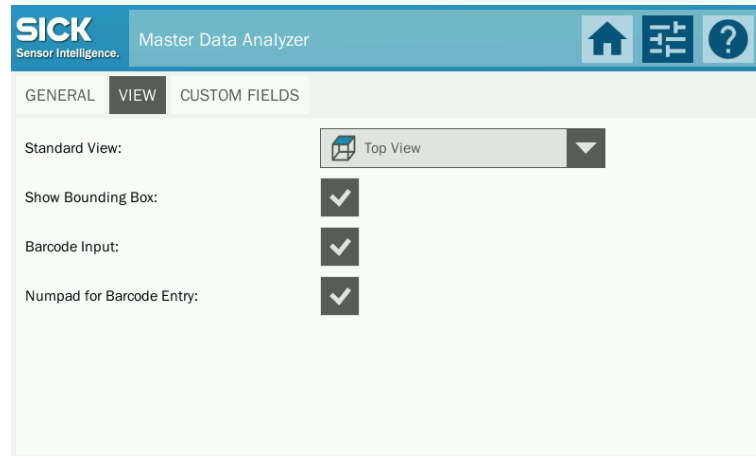 SICK
Sensor Intelligence.
Master Data Analyzer
?
GENERAL VIEW CUSTOM FIELDS
Standard View: Top View
Show Bounding Box:
Barcode Input:
Numpad for Barcode Entry: